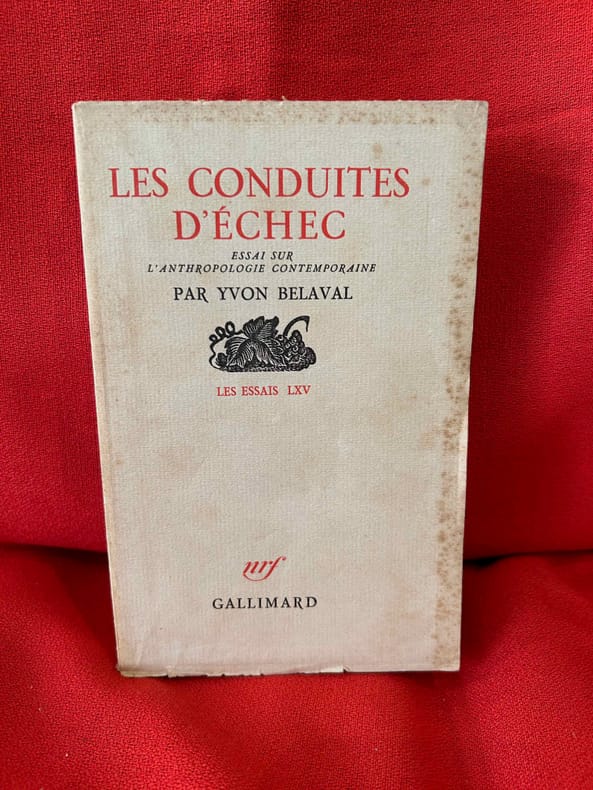 LES CONDUITES
D'ÉCHEC
ESSAI SUR
L'ANTHROPOLOGIE CONTEMPORAINE
PAR YVON BELAVAL
LES ESSAIS LXV
nrf
GALLIMARD